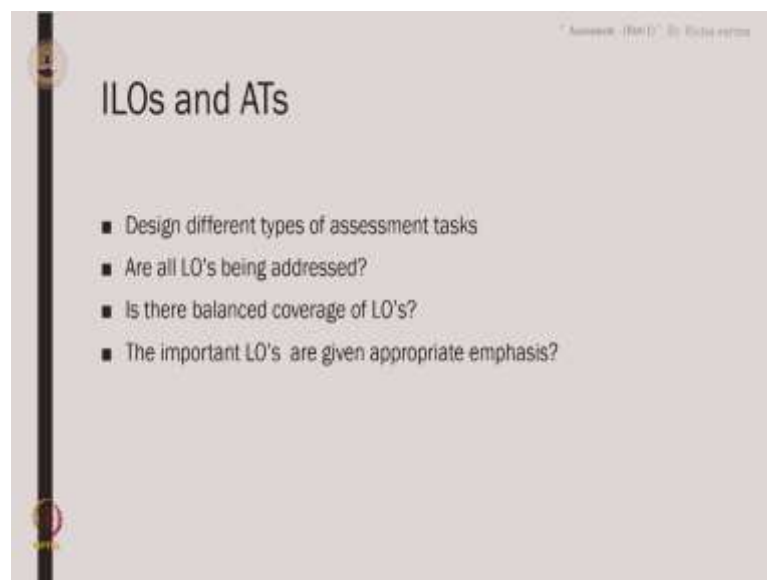 ILOs and ATs
Design different types of assessment tasks
Are all LO's being addressed?
Is there balanced coverage of LO's?
The important LO's are given appropriate emphasis?